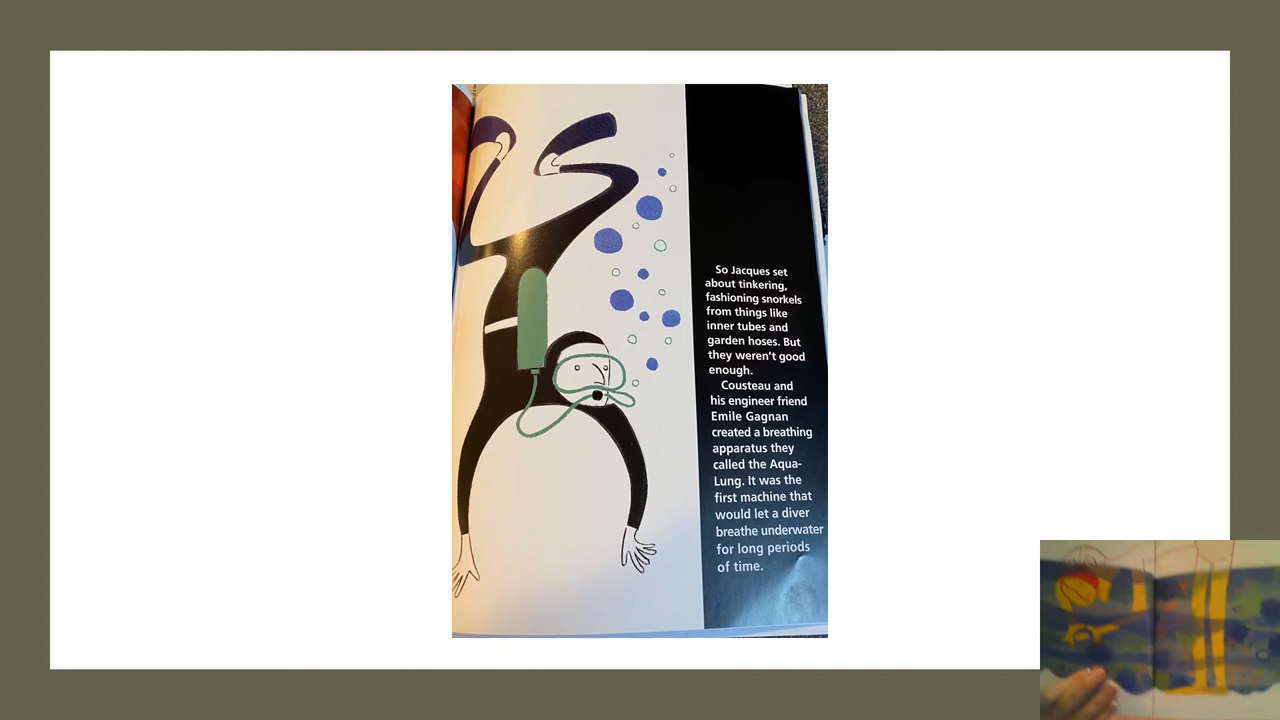 So Jacques set
about tinkering,
fashioning snorkels
from things like
inner tubes and
garden hoses. But
they weren't good
enough.
Cousteau and
his engineer friend
Emile Gagnan
created a breathing
apparatus they
called the Aqua-
Lung. It was the
first machine that
would let a diver
breathe underwater
for long periods
of time.